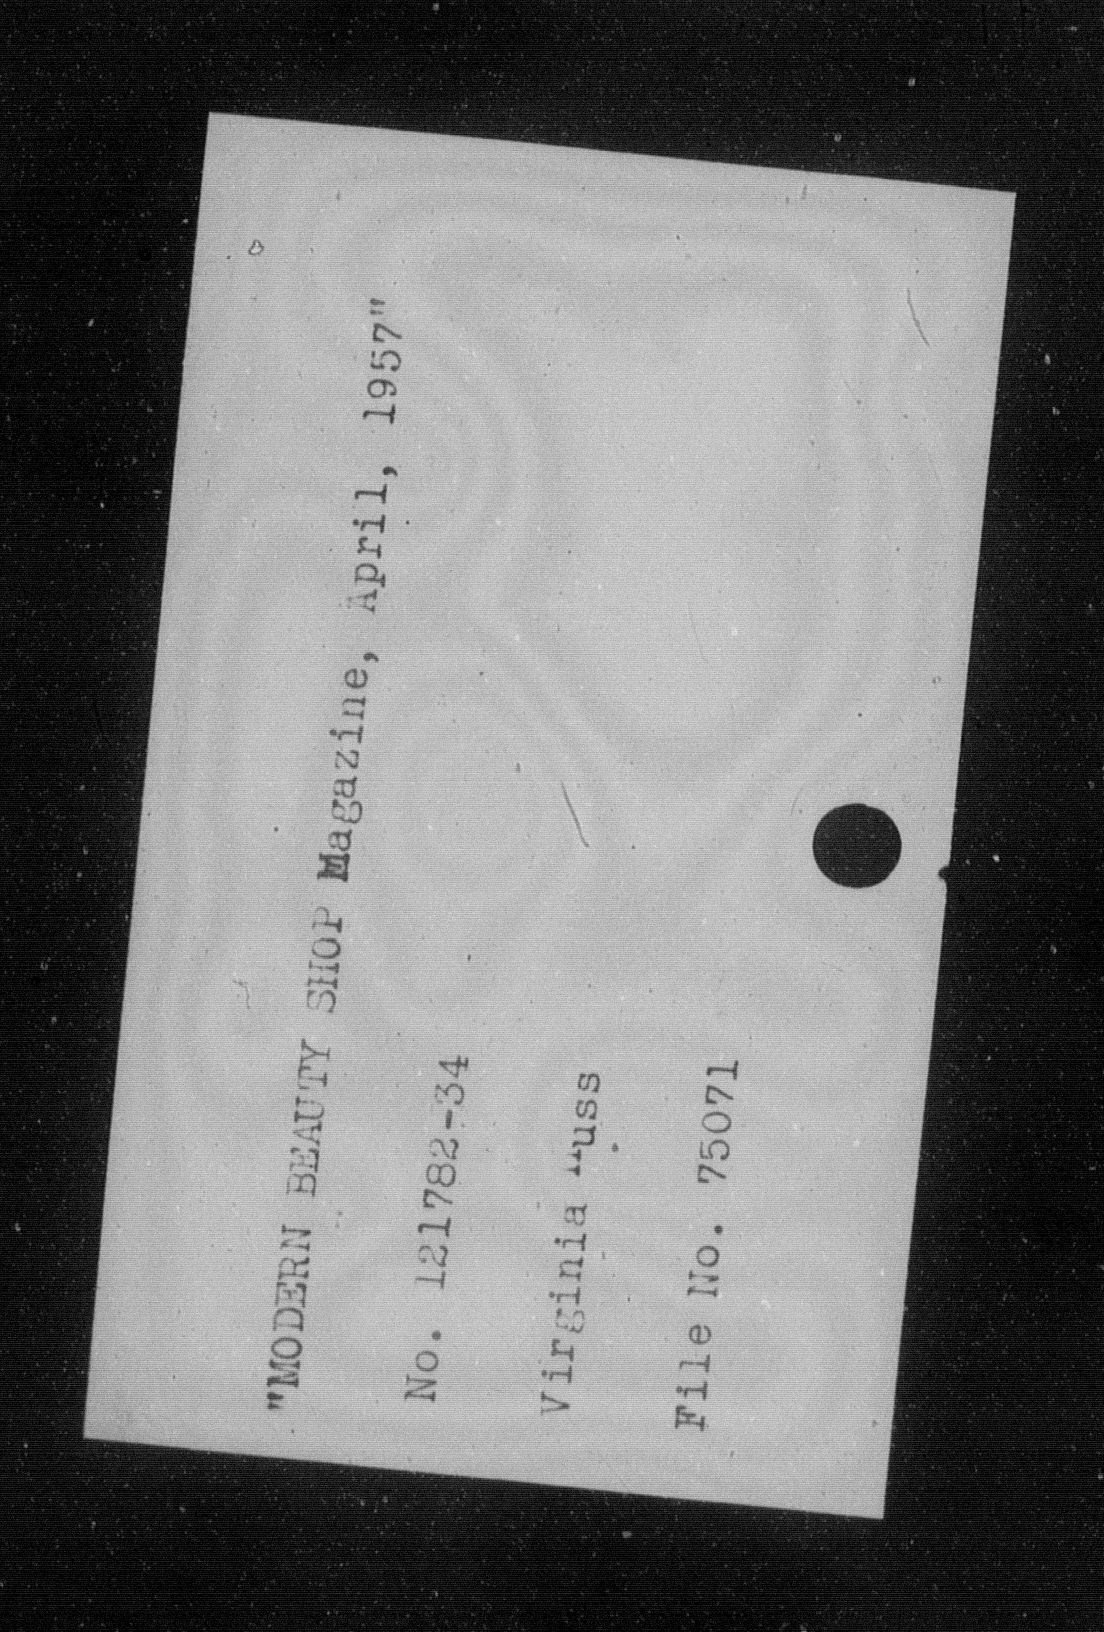 "MODERN BEAUTY SHOP Magazine, April, 1957"
No. 121782-34
Virginia
File No. 75071